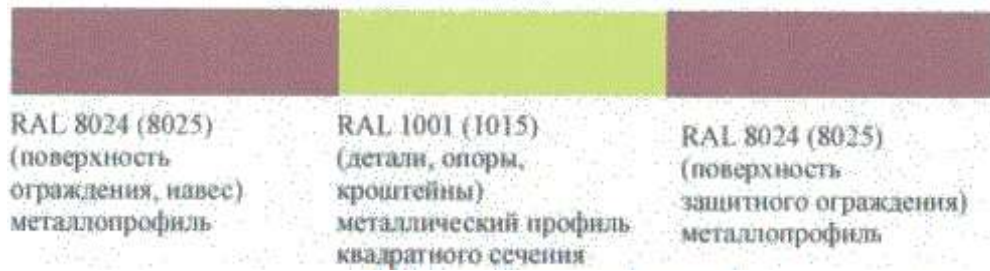 RAL 8024 (8025)
(поверхность
ограждения, навес)
металлопрофиль
RAL 1001 (1015)
(детали, опоры,
кроштейны)
металлический профиль
квадратного сечения
RAL 8024 (8025)
(поверхность
защитного ограждения)
металлопрофиль